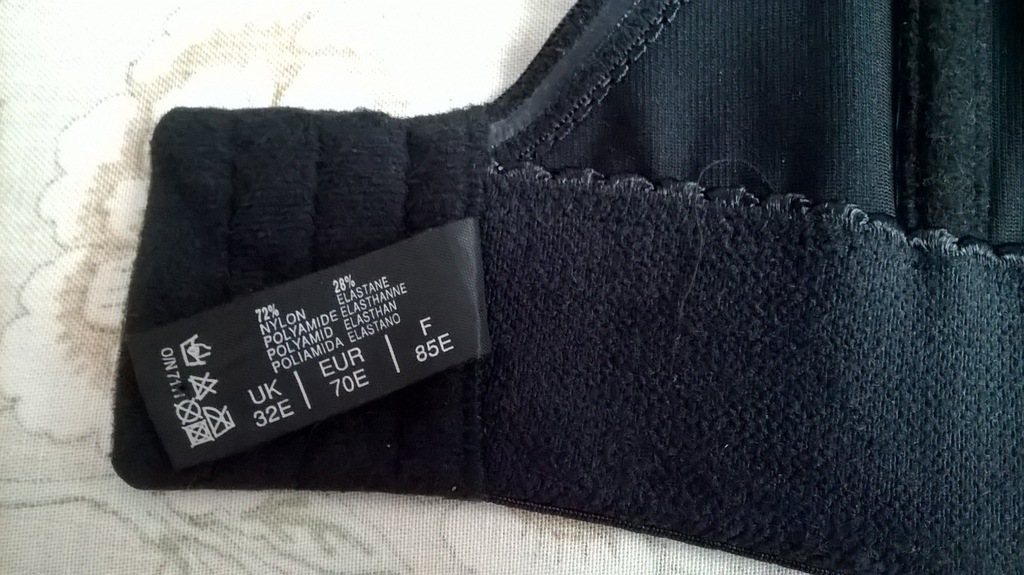 72%
NYLON
POLYAMIDE
POLYAMID
POLIAMIDA
28%
ELASTANE
ELASTHANNE
ELASTHAN
ELASTANO
UK
32E
EUR
70E
F
85E